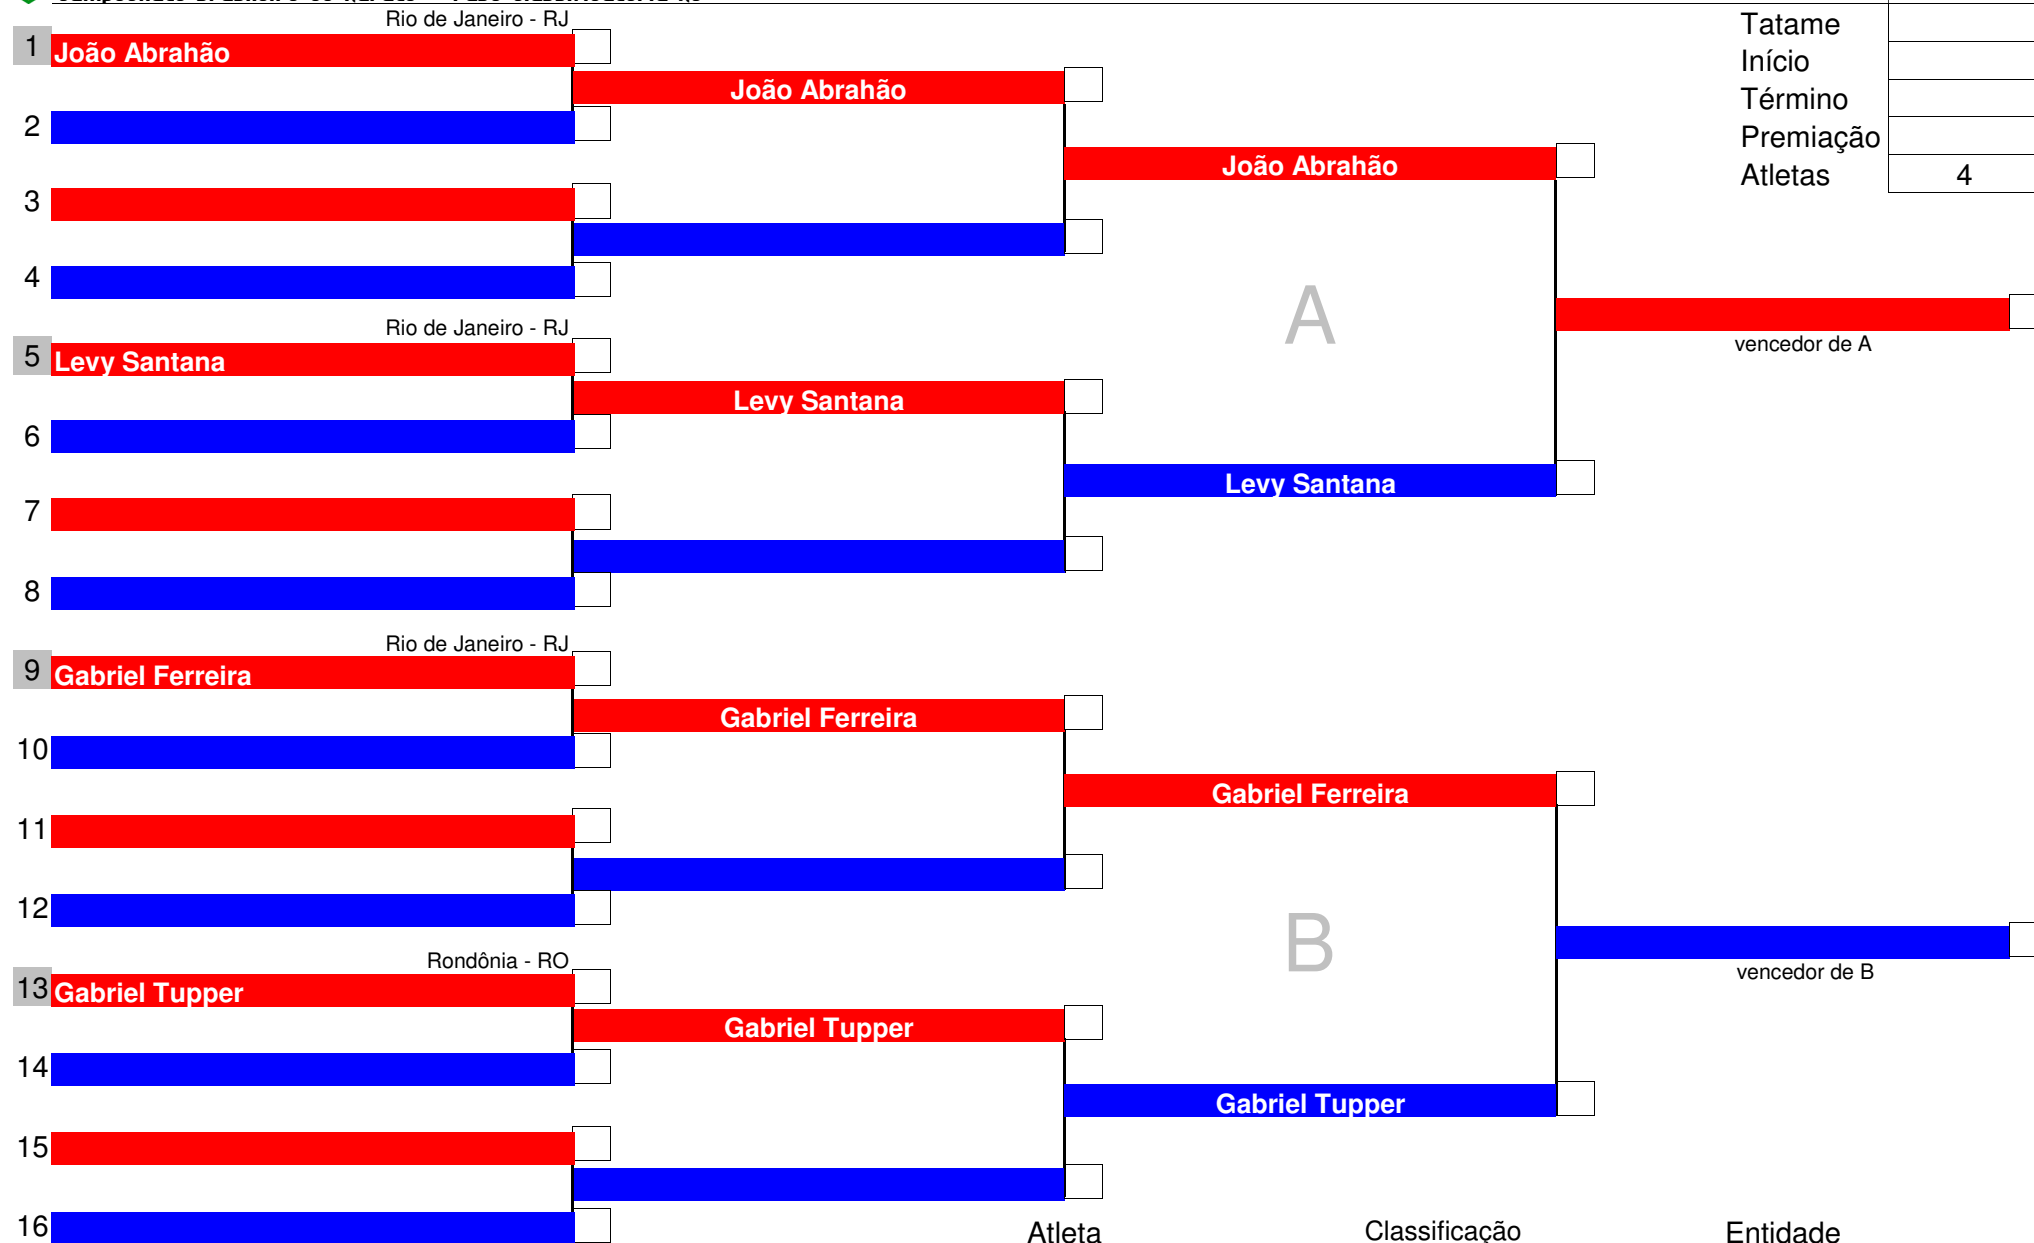 Rio de Janeiro - RJ
1 João Abrahão
João Abrahão
2
João Abrahão
3
4
Tatame
Início
Término
Premiação
Atletas 4
A
vencedor de A
Rio de Janeiro - RJ
5 Levy Santana
Levy Santana
6
Levy Santana
7
8
Rio de Janeiro - RJ
9 Gabriel Ferreira
Gabriel Ferreira
10
Gabriel Ferreira
11
12
B
vencedor de B
Rondônia - RO
13 Gabriel Tupper
Gabriel Tupper
14
Gabriel Tupper
15
16
Atleta Classificação Entidade